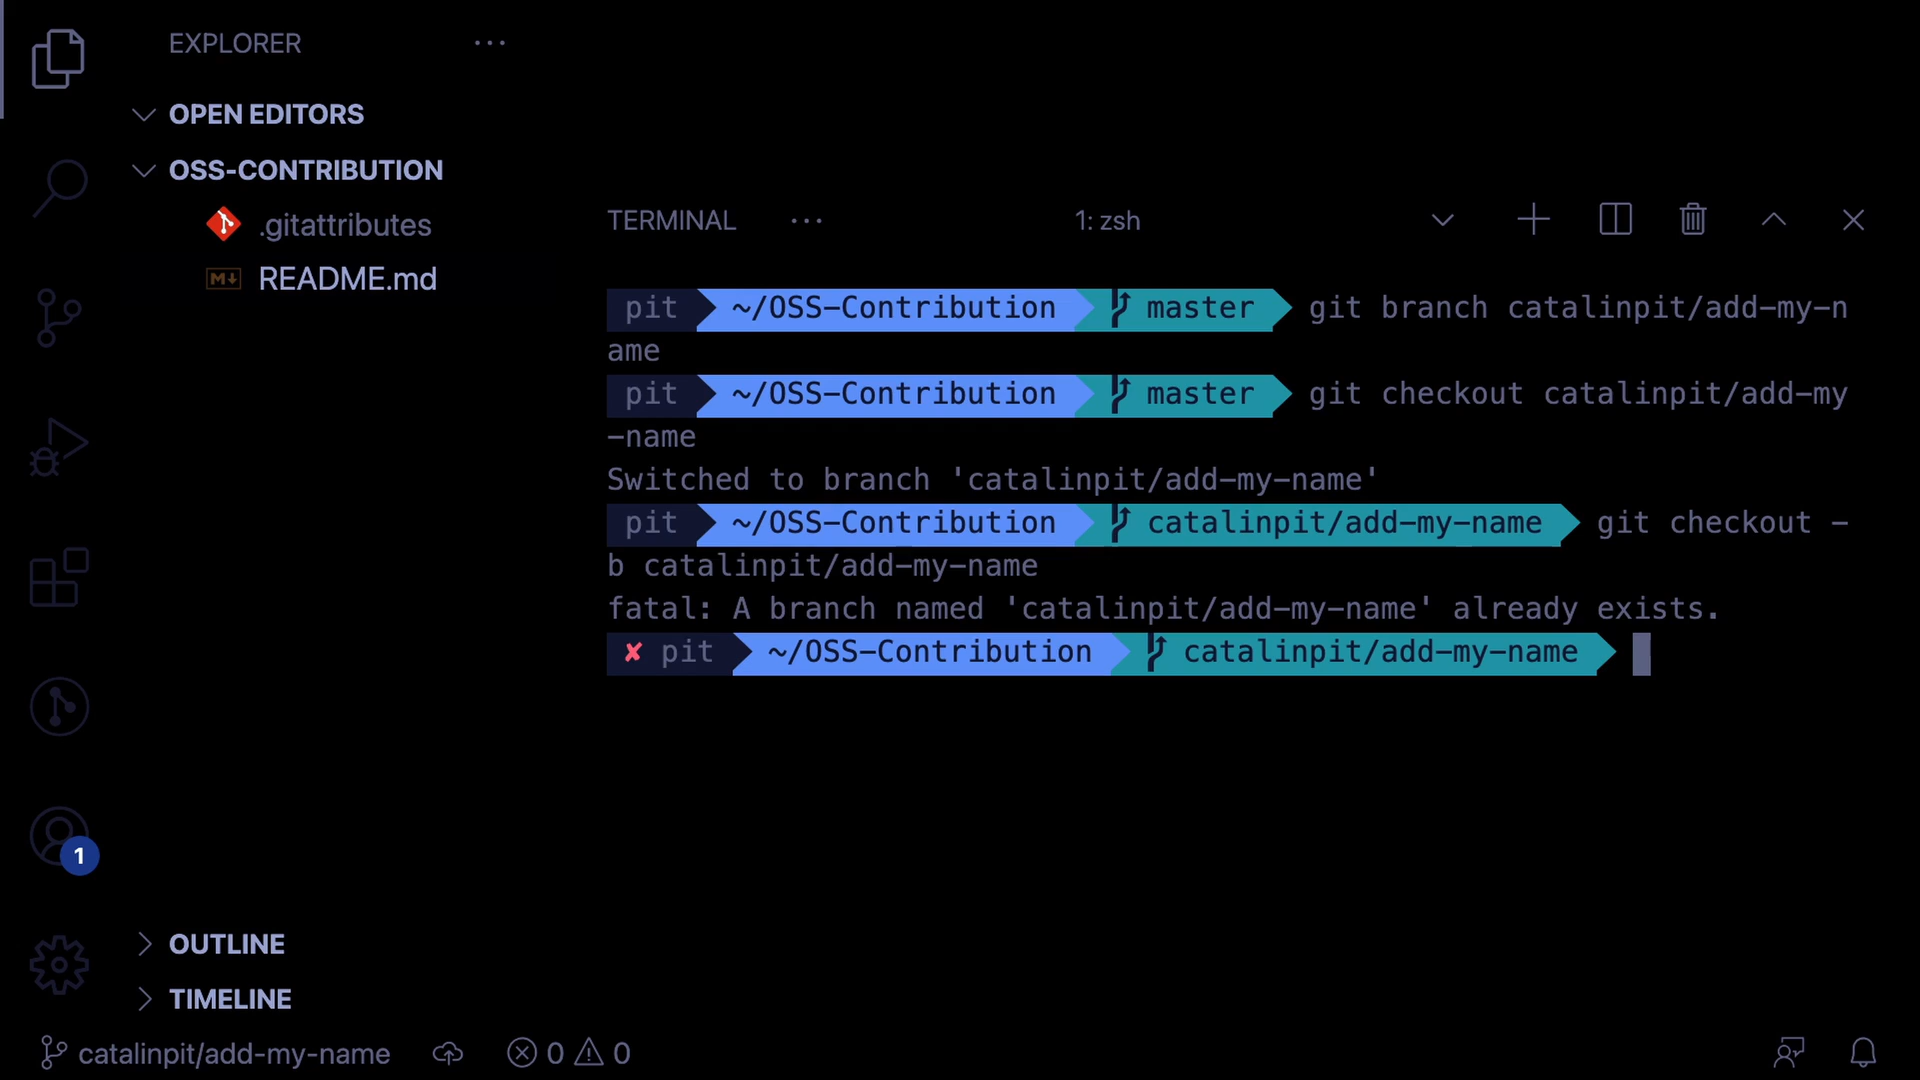 EXPLORER ...
OPEN EDITORS
OSS-CONTRIBUTION
.gitattributes
M↓ README.md
TERMINAL ... 1: zsh
pit ~/OSS-Contribution master git branch catalinpit/add-my-n
ame
pit ~/OSS-Contribution master git checkout catalinpit/add-my
-name
Switched to branch 'catalinpit/add-my-name'
pit ~/OSS-Contribution catalinpit/add-my-name git checkout -
b catalinpit/add-my-name
fatal: A branch named 'catalinpit/add-my-name' already exists.
✘ pit ~/OSS-Contribution catalinpit/add-my-name
1
OUTLINE
TIMELINE
catalinpit/add-my-name 0 0